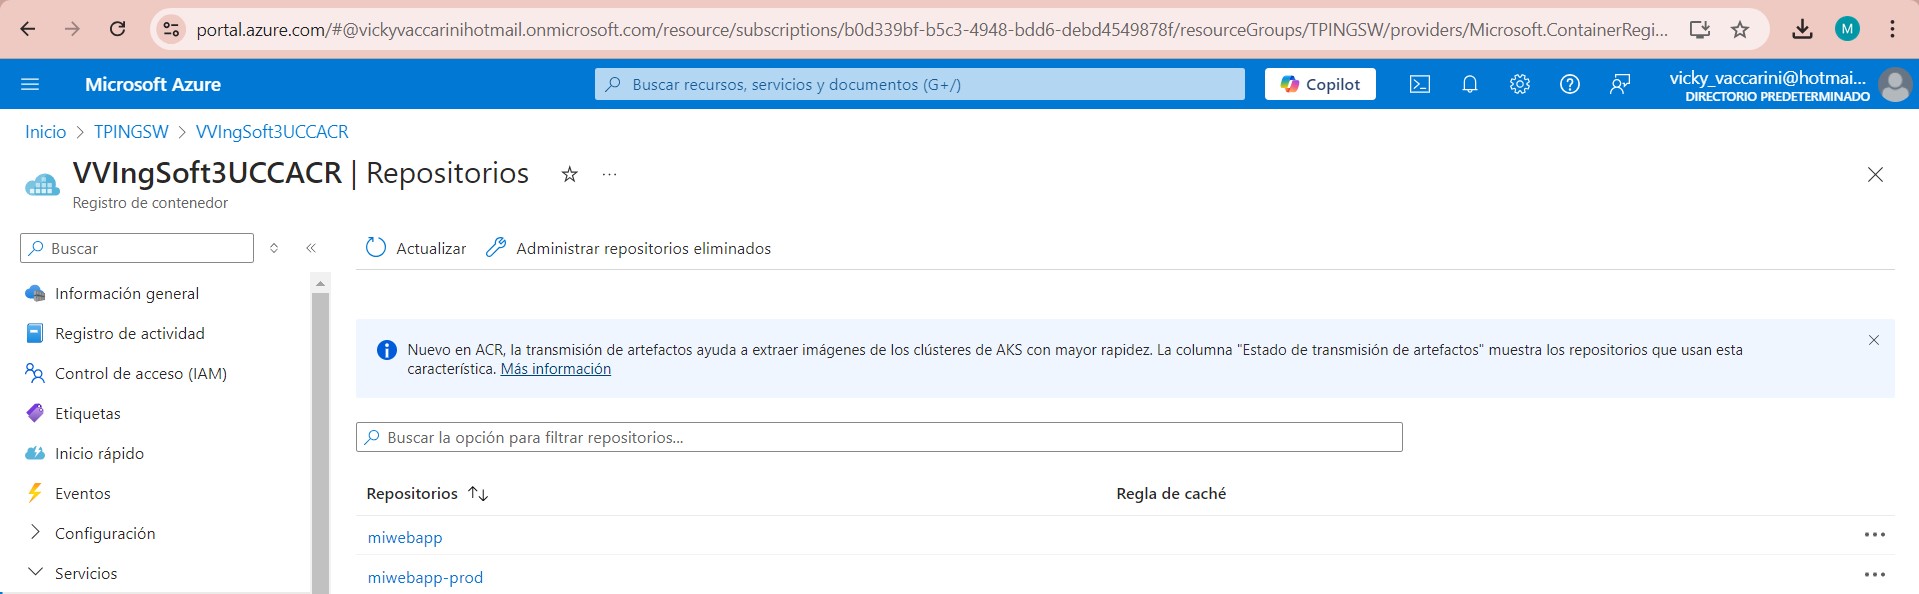 portal.azure.com/#@vickyvaccarinihotmail.onmicrosoft.com/resource/subscriptions/b0d339bf-b5c3-4948-bdd6-debd4549878f/resourceGroups/TPINGSW/providers/Microsoft.ContainerRegi...
M
Microsoft Azure
Buscar recursos, servicios y documentos (G+/)
Copilot
vicky_vaccarini@hotmai...
DIRECTORIO PREDETERMINADO
Inicio > TPINGSW > VVIngSoft3UCCACR
VVIngSoft3UCCACR | Repositorios
Registro de contenedor
Buscar
Actualizar
Administrar repositorios eliminados
Información general
Registro de actividad
Control de acceso (IAM)
Etiquetas
Inicio rápido
Eventos
Configuración
Servicios
Nuevo en ACR, la transmisión de artefactos ayuda a extraer imágenes de los clústeres de AKS con mayor rapidez. La columna "Estado de transmisión de artefactos" muestra los repositorios que usan esta
característica. Más información
Buscar la opción para filtrar repositorios...
Repositorios
Regla de caché
miwebapp
miwebapp-prod